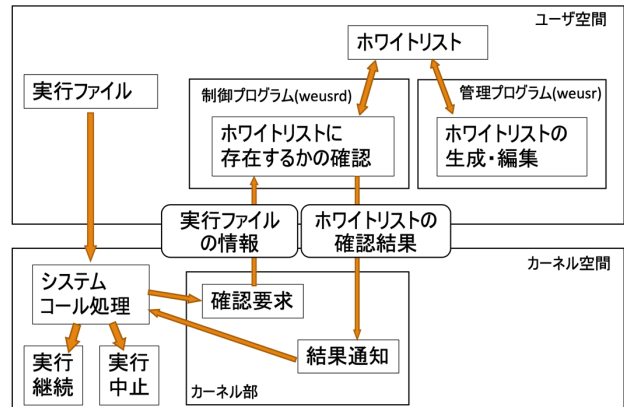 ユーザ空間
ホワイトリスト
実行ファイル
制御プログラム(weusrd)
管理プログラム(weusr)
ホワイトリストに
存在するかの確認
ホワイトリストの
生成・編集
実行ファイル
の情報
ホワイトリストの
確認結果
カーネル空間
システム
コール処理
確認要求
結果通知
実行
継続
実行
中止
カーネル部